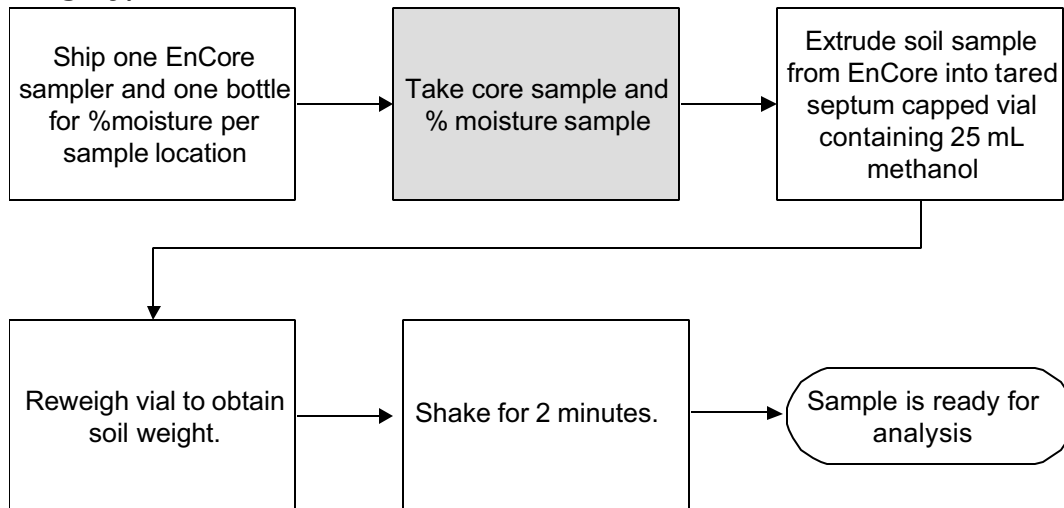 Ship one EnCore
sampler and one bottle
for %moisture per
sample location
Take core sample and
% moisture sample
Extrude soil sample
from EnCore into tared
septum capped vial
containing 25 mL
methanol
Reweigh vial to obtain
soil weight.
Shake for 2 minutes.
Sample is ready for
analysis